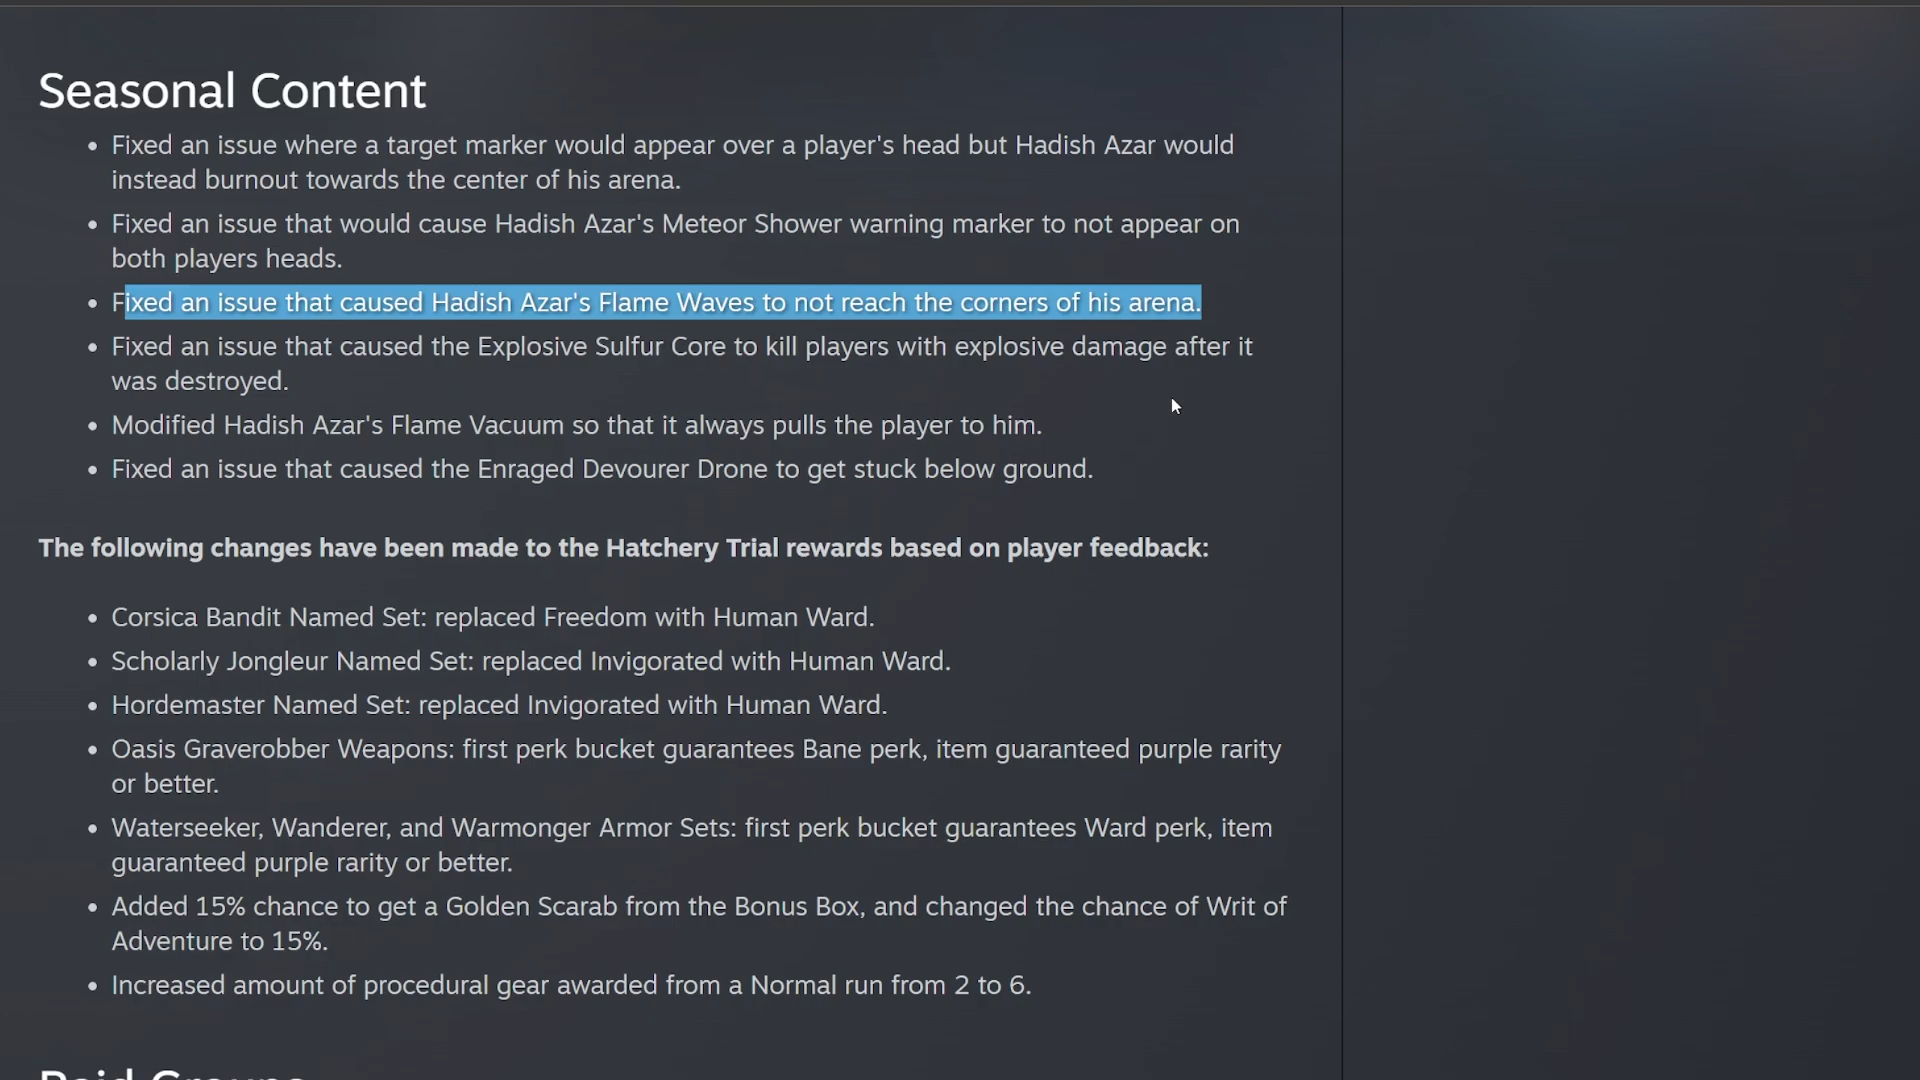 Seasonal Content
• Fixed an issue where a target marker would appear over a player's head but Hadish Azar would
instead burnout towards the center of his arena.
• Fixed an issue that would cause Hadish Azar's Meteor Shower warning marker to not appear on
both players heads.
• Fixed an issue that caused Hadish Azar's Flame Waves to not reach the corners of his arena.
• Fixed an issue that caused the Explosive Sulfur Core to kill players with explosive damage after it
was destroyed.
• Modified Hadish Azar's Flame Vacuum so that it always pulls the player to him.
• Fixed an issue that caused the Enraged Devourer Drone to get stuck below ground.
The following changes have been made to the Hatchery Trial rewards based on player feedback:
• Corsica Bandit Named Set: replaced Freedom with Human Ward.
• Scholarly Jongleur Named Set: replaced Invigorated with Human Ward.
• Hordemaster Named Set: replaced Invigorated with Human Ward.
• Oasis Graverobber Weapons: first perk bucket guarantees Bane perk, item guaranteed purple rarity
or better.
• Waterseeker, Wanderer, and Warmonger Armor Sets: first perk bucket guarantees Ward perk, item
guaranteed purple rarity or better.
• Added 15% chance to get a Golden Scarab from the Bonus Box, and changed the chance of Writ of
Adventure to 15%.
• Increased amount of procedural gear awarded from a Normal run from 2 to 6.